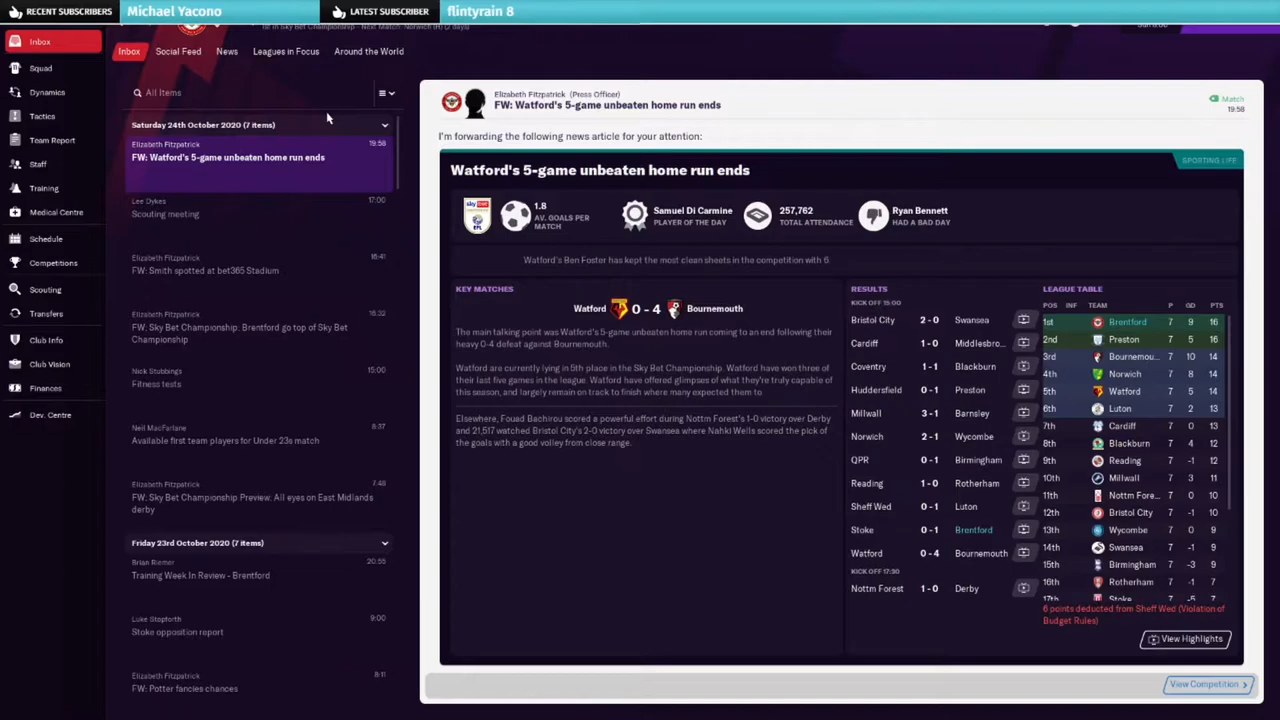 RECENT SUBSCRIBERS
Michael Yacono
LATEST SUBSCRIBER
flintyrain 8
1st in Sky Bet Championship - Next Match: Norwich (H) (2 days)
Inbox
Squad
Dynamics
Tactics
Team Report
Staff
Training
Medical Centre
Schedule
Competitions
Scouting
Transfers
Club Info
Club Vision
Finances
Dev. Centre
Inbox
Social Feed
News
Leagues in Focus
Around the World
All Items
Saturday 24th October 2020 (7 items)
Elizabeth Fitzpatrick 19:58
FW: Watford's 5-game unbeaten home run ends
Lee Dykes 17:00
Scouting meeting
Elizabeth Fitzpatrick 16:41
FW: Smith spotted at bet365 Stadium
Elizabeth Fitzpatrick 16:32
FW: Sky Bet Championship: Brentford go top of Sky Bet
Championship
Nick Stubbings 15:00
Fitness tests
Neil MacFarlane 8:37
Available first team players for Under 23s match
Elizabeth Fitzpatrick 7:48
FW: Sky Bet Championship Preview: All eyes on East Midlands
derby
Friday 23rd October 2020 (7 items)
Brian Riemer 20:55
Training Week In Review - Brentford
Luke Stopforth 9:00
Stoke opposition report
Elizabeth Fitzpatrick 8:11
FW: Potter fancies chances
Elizabeth Fitzpatrick (Press Officer)
FW: Watford's 5-game unbeaten home run ends
Match
19:58
I'm forwarding the following news article for your attention:
SPORTING LIFE
Watford's 5-game unbeaten home run ends
sky bet
EFL
1.8
AV. GOALS PER
MATCH
Samuel Di Carmine
PLAYER OF THE DAY
257,762
TOTAL ATTENDANCE
Ryan Bennett
HAD A BAD DAY
Watford's Ben Foster has kept the most clean sheets in the competition with 6.
KEY MATCHES
Watford 0 - 4 Bournemouth
The main talking point was Watford's 5-game unbeaten home run coming to an end following their
heavy 0-4 defeat against Bournemouth.
Watford are currently lying in 5th place in the Sky Bet Championship. Watford have won three of
their last five games in the league. Watford have offered glimpses of what they're truly capable of
this season, and largely remain on track to finish where many expected them to
Elsewhere, Fouad Bachirou scored a powerful effort during Nottm Forest's 1-0 victory over Derby
and 21,517 watched Bristol City's 2-0 victory over Swansea where Nahki Wells scored the pick of
the goals with a good volley from close range.
RESULTS
KICK OFF 15:00
Bristol City 2 - 0 Swansea
Cardiff 1 - 0 Middlesbro...
Coventry 1 - 1 Blackburn
Huddersfield 0 - 1 Preston
Millwall 3 - 1 Barnsley
Norwich 2 - 1 Wycombe
QPR 0 - 1 Birmingham
Reading 1 - 0 Rotherham
Sheff Wed 0 - 1 Luton
Stoke 0 - 1 Brentford
Watford 0 - 4 Bournemouth
KICK OFF 17:30
Nottm Forest 1 - 0 Derby
LEAGUE TABLE
POS INF TEAM P GD PTS
1st Brentford 7 9 16
2nd Preston 7 5 16
3rd Bournemou... 7 10 14
4th Norwich 7 8 14
5th Watford 7 5 14
6th Luton 7 2 13
7th Cardiff 7 0 13
8th Blackburn 7 4 12
9th Reading 7 -1 12
10th Millwall 7 3 11
11th Nottm Fore... 7 0 10
12th Bristol City 7 -1 10
13th Wycombe 7 0 9
14th Swansea 7 -1 9
15th Birmingham 7 -3 9
16th Rotherham 7 -1 7
17th Stoke 7 -5 7
6 points deducted from Sheff Wed (Violation of
Budget Rules)
View Highlights
View Competition